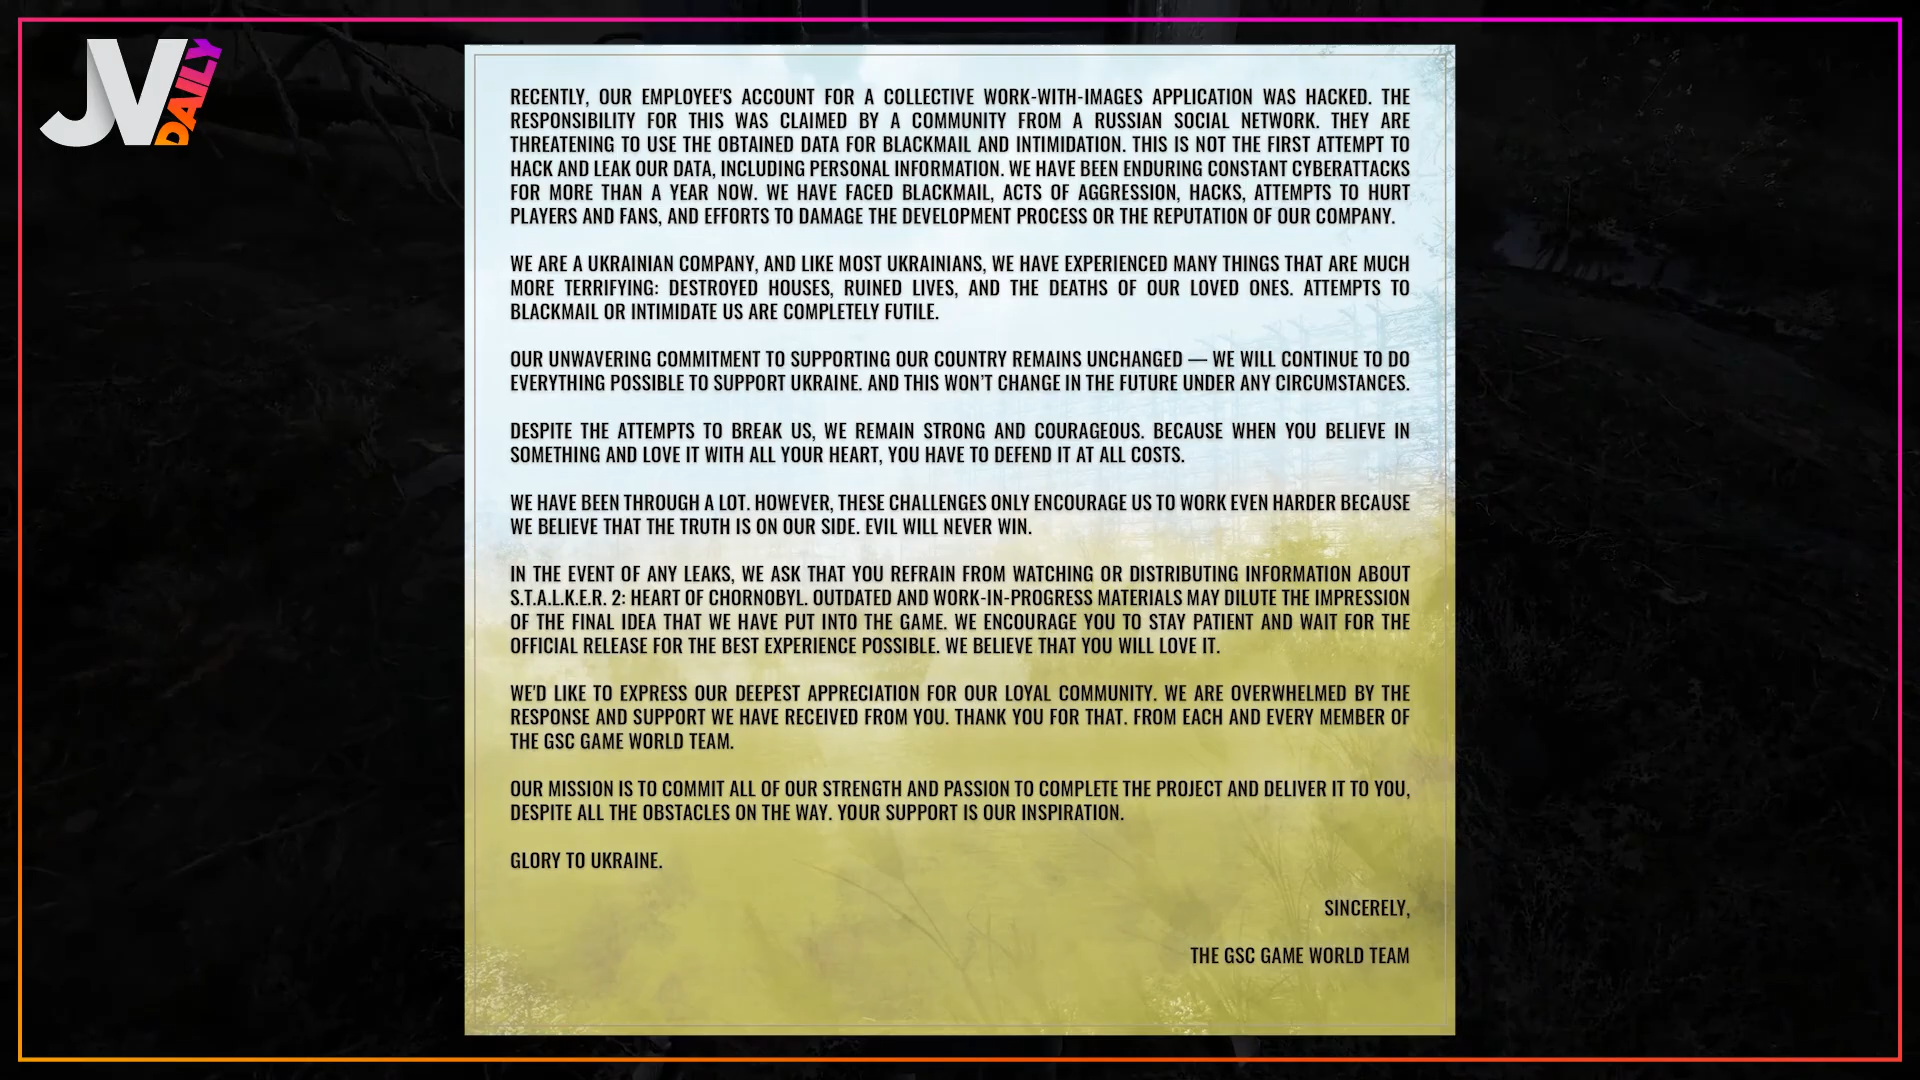 JV
DAILY
RECENTLY, OUR EMPLOYEE'S ACCOUNT FOR A COLLECTIVE WORK-WITH-IMAGES APPLICATION WAS HACKED. THE
RESPONSIBILITY FOR THIS WAS CLAIMED BY A COMMUNITY FROM A RUSSIAN SOCIAL NETWORK. THEY ARE
THREATENING TO USE THE OBTAINED DATA FOR BLACKMAIL AND INTIMIDATION. THIS IS NOT THE FIRST ATTEMPT TO
HACK AND LEAK OUR DATA, INCLUDING PERSONAL INFORMATION. WE HAVE BEEN ENDURING CONSTANT CYBERATTACKS
FOR MORE THAN A YEAR NOW. WE HAVE FACED BLACKMAIL, ACTS OF AGGRESSION, HACKS, ATTEMPTS TO HURT
PLAYERS AND FANS, AND EFFORTS TO DAMAGE THE DEVELOPMENT PROCESS OR THE REPUTATION OF OUR COMPANY.
WE ARE A UKRAINIAN COMPANY, AND LIKE MOST UKRAINIANS, WE HAVE EXPERIENCED MANY THINGS THAT ARE MUCH
MORE TERRIFYING: DESTROYED HOUSES, RUINED LIVES, AND THE DEATHS OF OUR LOVED ONES. ATTEMPTS TO
BLACKMAIL OR INTIMIDATE US ARE COMPLETELY FUTILE.
OUR UNWAVERING COMMITMENT TO SUPPORTING OUR COUNTRY REMAINS UNCHANGED — WE WILL CONTINUE TO DO
EVERYTHING POSSIBLE TO SUPPORT UKRAINE. AND THIS WON'T CHANGE IN THE FUTURE UNDER ANY CIRCUMSTANCES.
DESPITE THE ATTEMPTS TO BREAK US, WE REMAIN STRONG AND COURAGEOUS. BECAUSE WHEN YOU BELIEVE IN
SOMETHING AND LOVE IT WITH ALL YOUR HEART, YOU HAVE TO DEFEND IT AT ALL COSTS.
WE HAVE BEEN THROUGH A LOT. HOWEVER, THESE CHALLENGES ONLY ENCOURAGE US TO WORK EVEN HARDER BECAUSE
WE BELIEVE THAT THE TRUTH IS ON OUR SIDE. EVIL WILL NEVER WIN.
IN THE EVENT OF ANY LEAKS, WE ASK THAT YOU REFRAIN FROM WATCHING OR DISTRIBUTING INFORMATION ABOUT
S.T.A.L.K.E.R. 2: HEART OF CHORNOBYL. OUTDATED AND WORK-IN-PROGRESS MATERIALS MAY DILUTE THE IMPRESSION
OF THE FINAL IDEA THAT WE HAVE PUT INTO THE GAME. WE ENCOURAGE YOU TO STAY PATIENT AND WAIT FOR THE
OFFICIAL RELEASE FOR THE BEST EXPERIENCE POSSIBLE. WE BELIEVE THAT YOU WILL LOVE IT.
WE'D LIKE TO EXPRESS OUR DEEPEST APPRECIATION FOR OUR LOYAL COMMUNITY. WE ARE OVERWHELMED BY THE
RESPONSE AND SUPPORT WE HAVE RECEIVED FROM YOU. THANK YOU FOR THAT. FROM EACH AND EVERY MEMBER OF
THE GSC GAME WORLD TEAM.
OUR MISSION IS TO COMMIT ALL OF OUR STRENGTH AND PASSION TO COMPLETE THE PROJECT AND DELIVER IT TO YOU,
DESPITE ALL THE OBSTACLES ON THE WAY. YOUR SUPPORT IS OUR INSPIRATION.
GLORY TO UKRAINE.
SINCERELY,
THE GSC GAME WORLD TEAM